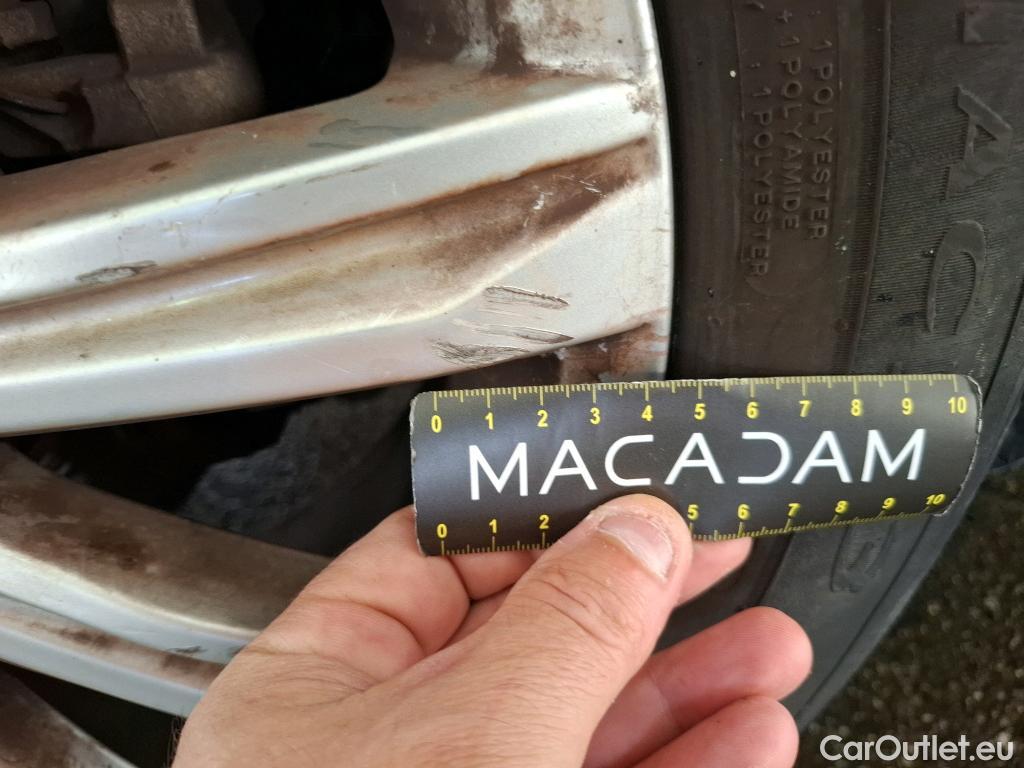 1 POLYESTER
+ 1 POLYAMIDE
1 POLYESTER
AC
0 1 2 3 4 5 6 7 8 9 10
MACADAM
0 1 2 5 6 7 8 9 10
CarOutlet.eu